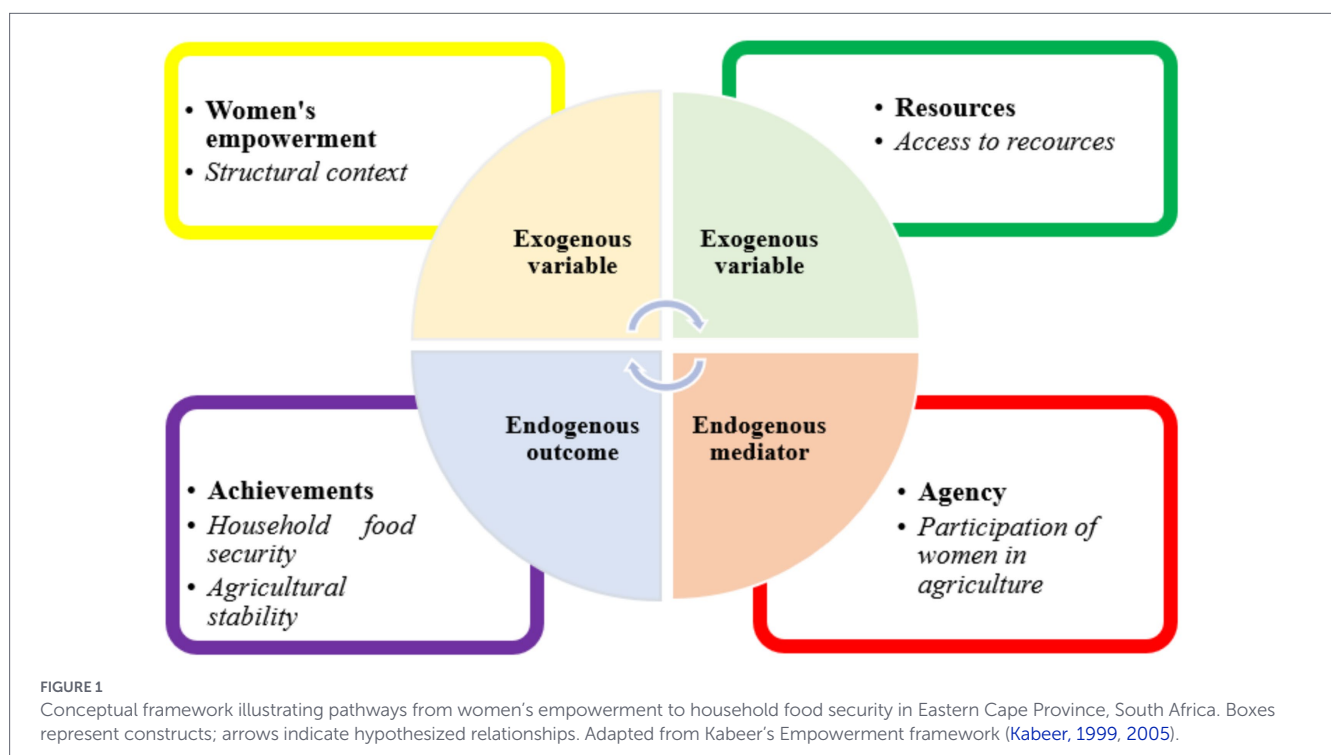 • Women's
empowerment
• Structural context
• Resources
• Access to recources
Exogenous
variable
Exogenous
variable
Endogenous
outcome
Endogenous
mediator
• Achievements
• Household food
security
• Agricultural
stability
• Agency
• Participation of
women in
agriculture
FIGURE 1
Conceptual framework illustrating pathways from women's empowerment to household food security in Eastern Cape Province, South Africa. Boxes
represent constructs; arrows indicate hypothesized relationships. Adapted from Kabeer's Empowerment framework (Kabeer, 1999, 2005).